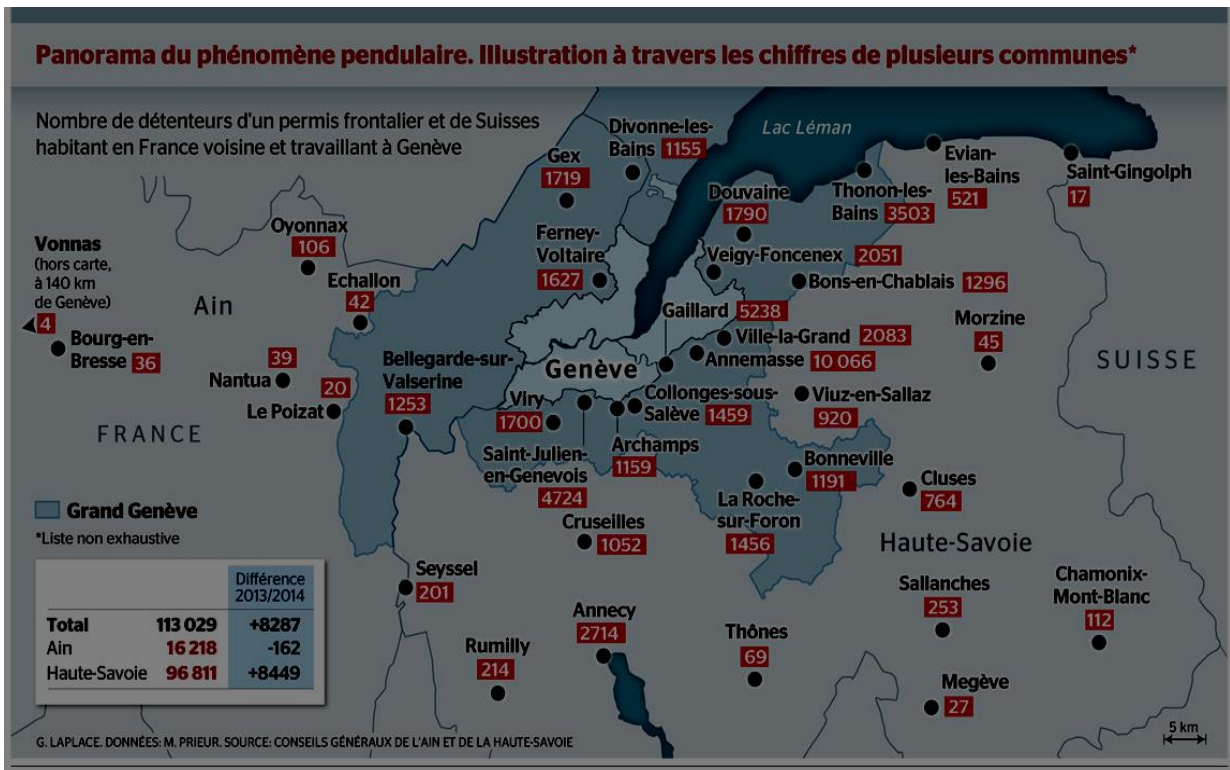 Panorama du phénomène pendulaire. Illustration à travers les chiffres de plusieurs communes*
Nombre de détenteurs d'un permis frontalier et de Suisses
habitant en France voisine et travaillant à Genève
Lac Léman
Divonne-les-
Bains 1155
Gex
1719
Evian
les-Bains
521
Saint-Gingolph
17
Thonon-les-
Bains 3503
Douvaine
1790
Oyonnax
106
Ferney-
Voltaire
1627
Vonnas
(hors carte,
à 140 km
de Genève)
4
Veigy-Foncenex 2051
Echallon
42
Bons-en-Chablais 1296
Ain
Gaillard 5238
Morzine
45
Bourg-en-
Bresse 36
Ville-la-Grand 2083
Annemasse 10 066
SUISSE
Bellegarde-sur-
Valserine
1253
Genève
39
Nantua
20
Le Poizat
Viry
1700
Collonges-sous-
Salève 1459
Viuz-en-Sallaz
920
FRANCE
Saint-Julien-
en-Genevois
4724
Archamps
1159
Bonneville
1191
Cluses
764
La Roche-
sur-Foron
1456
Grand Genève
*Liste non exhaustive
Cruseilles
1052
Haute-Savoie
Différence
2013/2014
Total 113 029 +8287
Ain 16 218 -162
Haute-Savoie 96 811 +8449
Seyssel
201
Sallanches
253
Chamonix-
Mont-Blanc
112
Annecy
2714
Thônes
69
Rumilly
214
Megève
27
5 km
G. LAPLACE. DONNÉES: M. PRIEUR. SOURCE: CONSEILS GÉNÉRAUX DE L'AIN ET DE LA HAUTE-SAVOIE